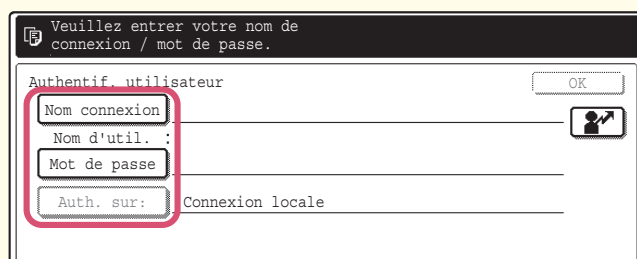 Veuillez entrer votre nom de
connexion / mot de passe.
Authentif. utilisateur
OK
Nom connexion
Nom d'util. :
Mot de passe
Auth. sur:
Connexion locale